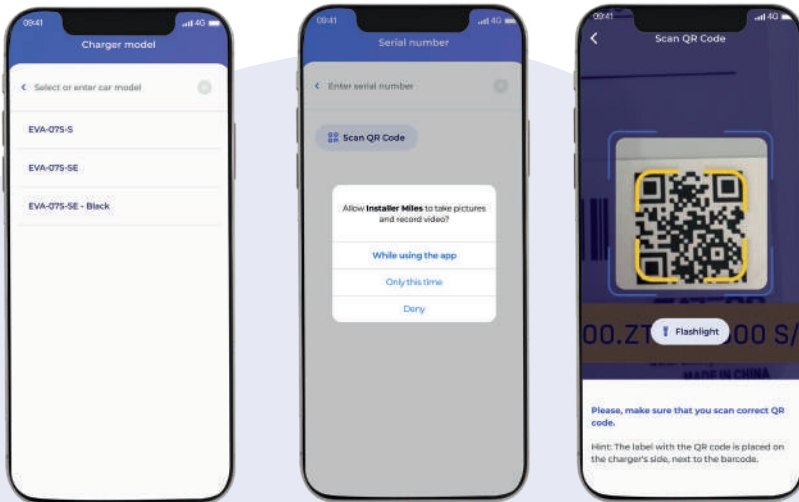 09:41
4G
Charger model
Select or enter car model
EVA-07S-S
EVA-07S-SE
EVA-07S-SE - Black
09:41
4G
Serial number
Enter serial number
Scan QR Code
Allow Installer Miles to take pictures
and record video?
While using the app
Only this time
Deny
09:41
4G
Scan QR Code
00.ZT
Flashlight
00 S/
MADE IN CHINA
Please, make sure that you scan correct QR
code.
Hint: The label with the QR code is placed on
the charger's side, next to the barcode.